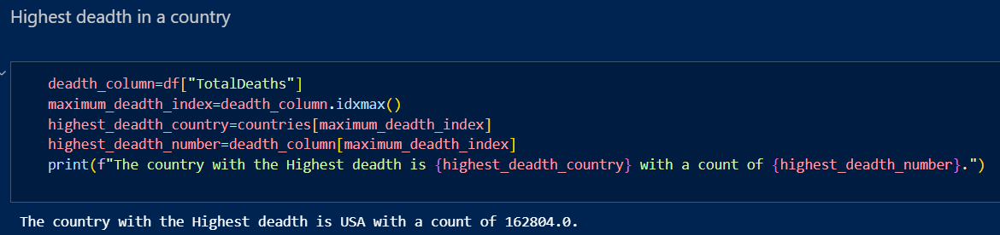 Highest deadth in a country
deadth_column=df["TotalDeaths"]
maximum_deadth_index=deadth_column.idxmax()
highest_deadth_country=countries[maximum_deadth_index]
highest_deadth_number=deadth_column[maximum_deadth_index]
print(f"The country with the Highest deadth is {highest_deadth_country} with a count of {highest_deadth_number}.")
The country with the Highest deadth is USA with a count of 162804.0.